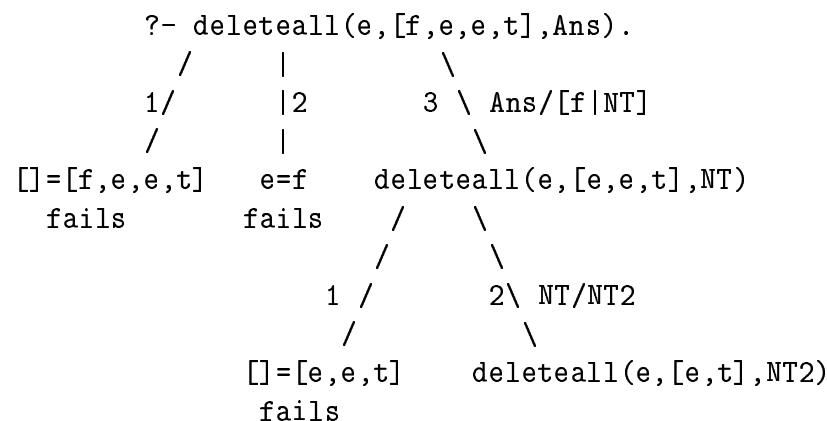 ?- deleteall(e,[f,e,e,t],Ans).
/ | \
1/ |2 3 \ Ans/[f|NT]
/ | \
[]=[f,e,e,t] e=f deleteall(e,[e,e,t],NT)
fails fails / \
/ \
1 / 2\ NT/NT2
/ \
[]=[e,e,t] deleteall(e,[e,t],NT2)
fails